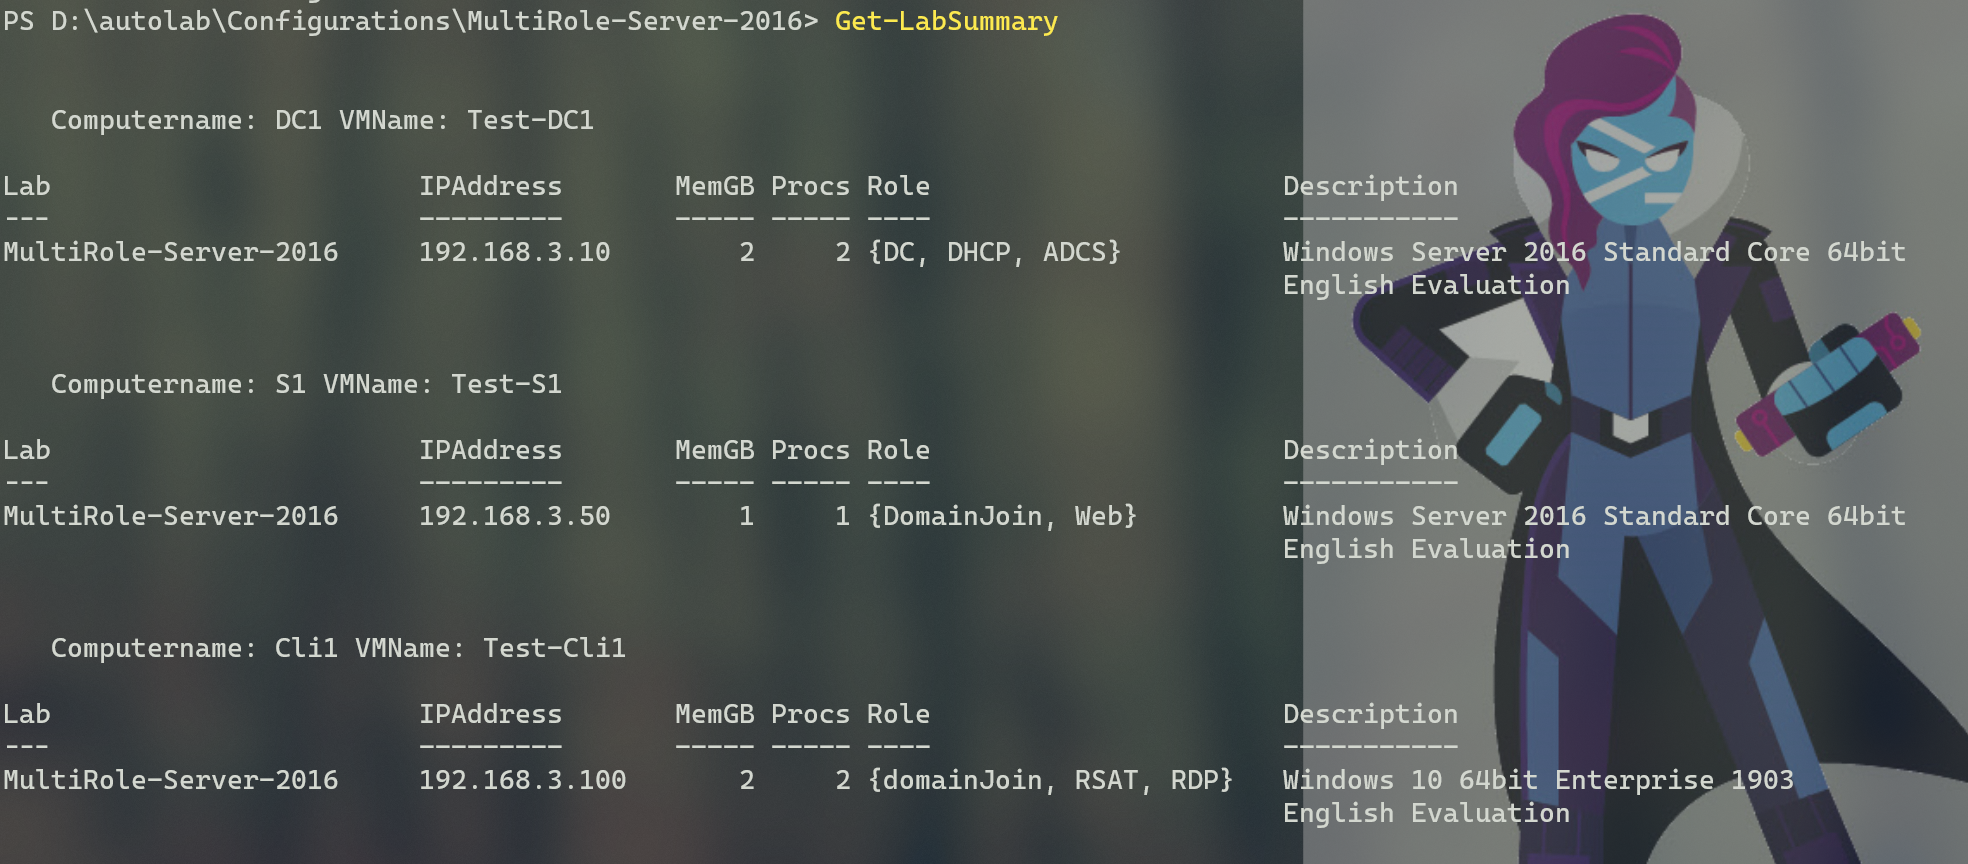 PS D:\autolab\Configurations\MultiRole-Server-2016> Get-LabSummary
Computername: DC1 VMName: Test-DC1
Lab IPAddress MemGB Procs Role Description
--- --------- ----- ----- ---- -----------
MultiRole-Server-2016 192.168.3.10 2 2 {DC, DHCP, ADCS} Windows Server 2016 Standard Core 64bit
English Evaluation
Computername: S1 VMName: Test-S1
Lab IPAddress MemGB Procs Role Description
--- --------- ----- ----- ---- -----------
MultiRole-Server-2016 192.168.3.50 1 1 {DomainJoin, Web} Windows Server 2016 Standard Core 64bit
English Evaluation
Computername: Cli1 VMName: Test-Cli1
Lab IPAddress MemGB Procs Role Description
--- --------- ----- ----- ---- -----------
MultiRole-Server-2016 192.168.3.100 2 2 {domainJoin, RSAT, RDP} Windows 10 64bit Enterprise 1903
English Evaluation